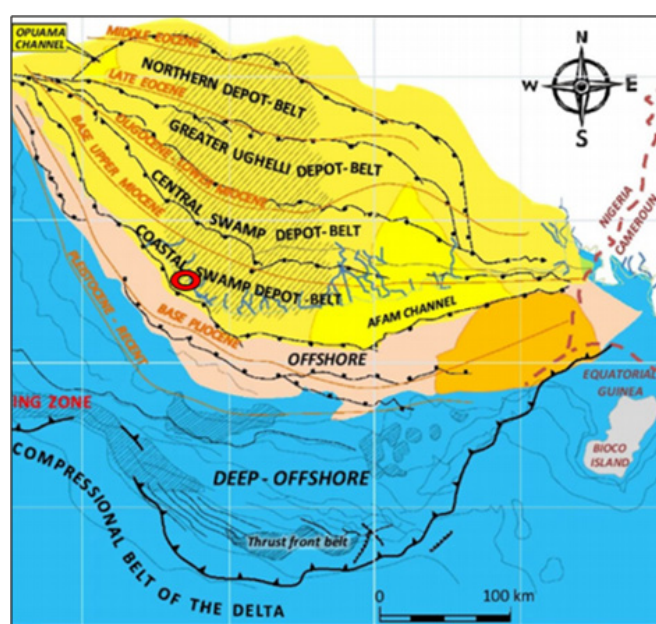 OPUAMA
CHANNEL
MIDDLE EOCENE
N
W E
S
NORTHERN DEPOT-BELT
LATE EOCENE
GREATER UGHELLI DEPOT-BELT
OLIGOCENE - LOWER MIOCENE
BASE UPPER MIOCENE
CENTRAL SWAMP DEPOT-BELT
NIGERIA
CAMEROUN
COASTAL SWAMP DEPOT-BELT
AFAM CHANNEL
PLEISTOCENE - RECENT
BASE PLIOCENE
OFFSHORE
EQUATORIAL
GUINEA
ING ZONE
BIOCO
ISLAND
DEEP - OFFSHORE
COMPRESSIONAL BELT OF THE DELTA
Thrust front belt
0 100 km